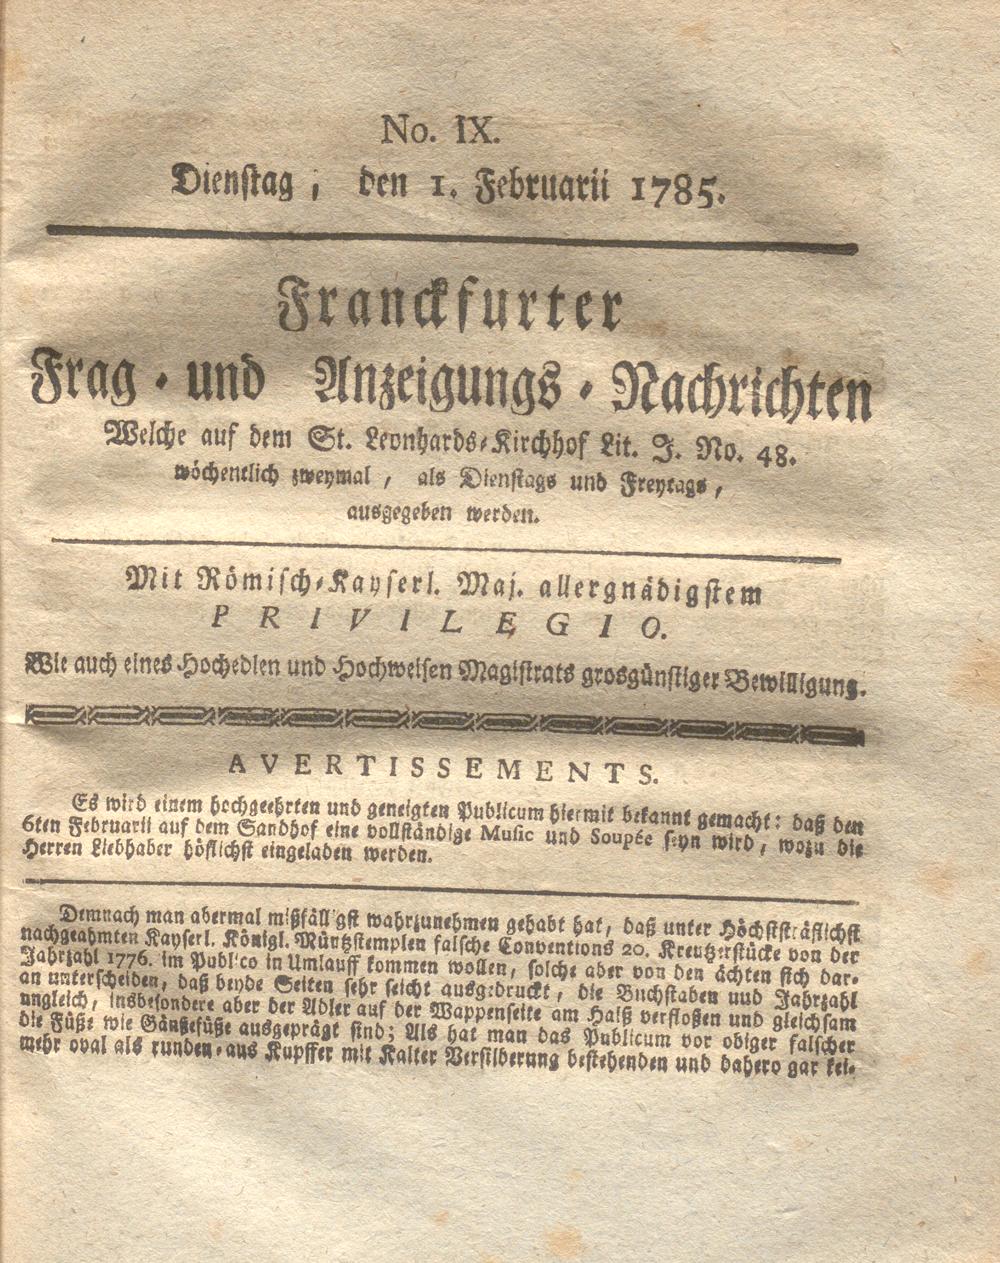 No. IX.
Dienstag, den 1. Februarii 1785.
Franckfurter
Frag- und Anzeigungs-Nachrichten
Welche auf dem St. Leonhards-Kirchhof Lit. J. No. 48.
wöchentlich zweymal, als Dienstags und Freytags,
ausgegeben werden.
Mit Römisch-Kayserl. Maj. allergnädigstem
PRIVILEGIO.
Wie auch eines Hochedlen und Hochweisen Magistrats grosgünstiger Bewilligung.
AVERTISSEMENTS.
Es wird einem hochgeehrten und geneigten Publicum hiermit bekannt gemacht: daß den
6ten Februarii auf dem Sandhof eine vollständige Music und Soupée seyn wird, wozu die
Herren Liebhaber höflichst eingeladen werden.
Demnach man abermal mißfälligst wahrzunehmen gehabt hat, daß unter Höchststräflichst
nachgeahmten Kayserl. Königl. Müntzstemplen falsche Conventions 20. Kreutzerstücke von der
Jahrzahl 1776. im Publico in Umlauff kommen wollen, solche aber von den ächten sich dar-
an unterscheiden, daß beyde Seiten sehr seicht ausgedruckt, die Buchstaben uud Jahrzahl
ungleich, insbesondere aber der Adler auf der Wappenseite am Halß verfloßen und gleichsam
die Füße wie Gänßefüße ausgeprägt sind; Als hat man das Publicum vor obiger falscher
mehr oval als runden-aus Kupffer mit Kalter Versilberung bestehenden und dahero gar kei-